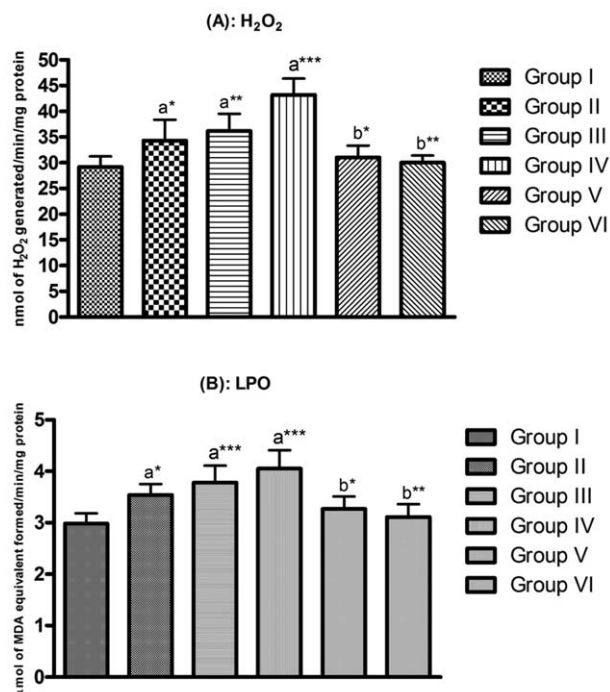 (A): H₂O₂
nmol of H₂O₂ generated/min/mg protein
50
45
40
35
30
25
20
15
10
5
0
a*
a**
a***
b*
b**
Group I
Group II
Group III
Group IV
Group V
Group VI
(B): LPO
nmol of MDA equivalent formed/min/mg protein
5
4
3
2
1
0
a*
a***
a***
b*
b**
Group I
Group II
Group III
Group IV
Group V
Group VI